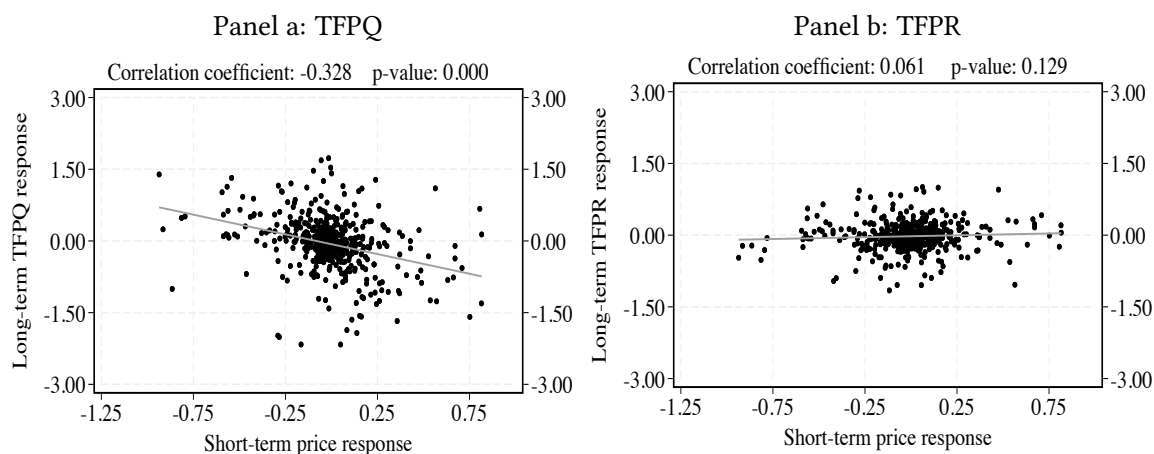 Panel a: TFPQ
Correlation coefficient: -0.328 p-value: 0.000
Long-term TFPQ response
3.00
1.50
0.00
-1.50
-3.00
3.00
1.50
0.00
-1.50
-3.00
-1.25 -0.75 -0.25 0.25 0.75
Short-term price response
Panel b: TFPR
Correlation coefficient: 0.061 p-value: 0.129
Long-term TFPR response
3.00
1.50
0.00
-1.50
-3.00
3.00
1.50
0.00
-1.50
-3.00
-1.25 -0.75 -0.25 0.25 0.75
Short-term price response